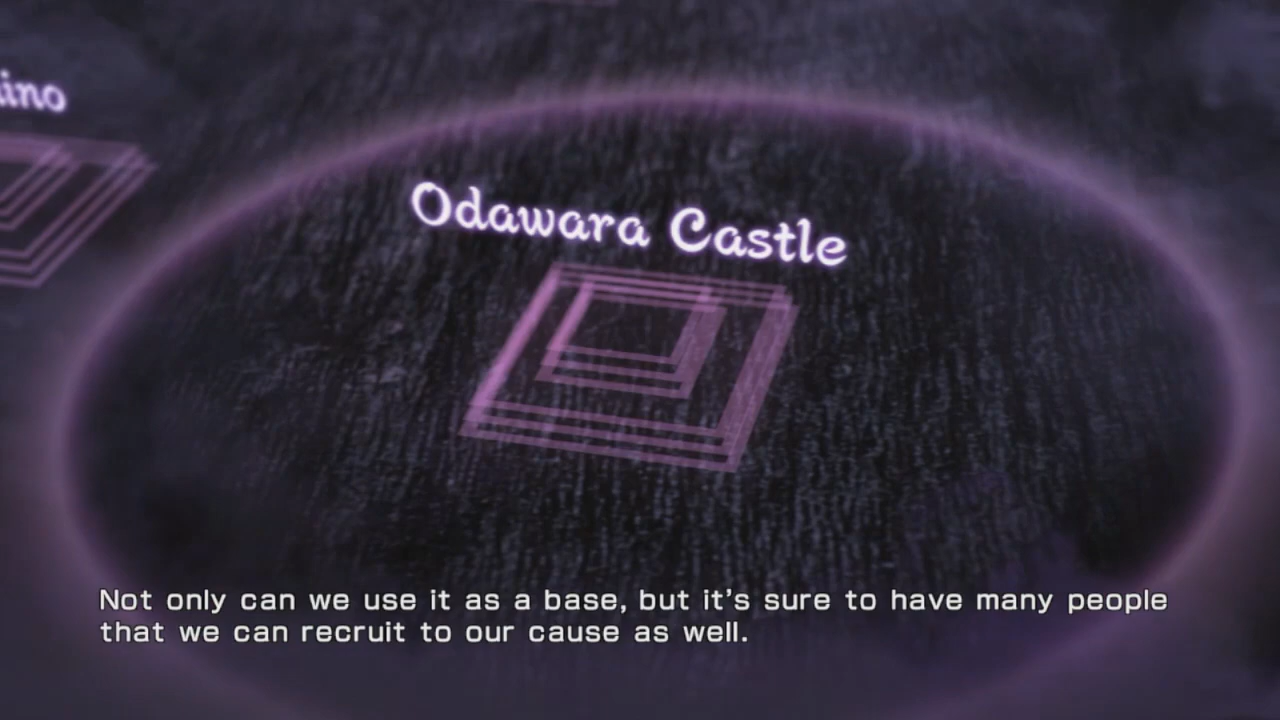 Odawara Castle
Not only can we use it as a base, but it's sure to have many people
that we can recruit to our cause as well.